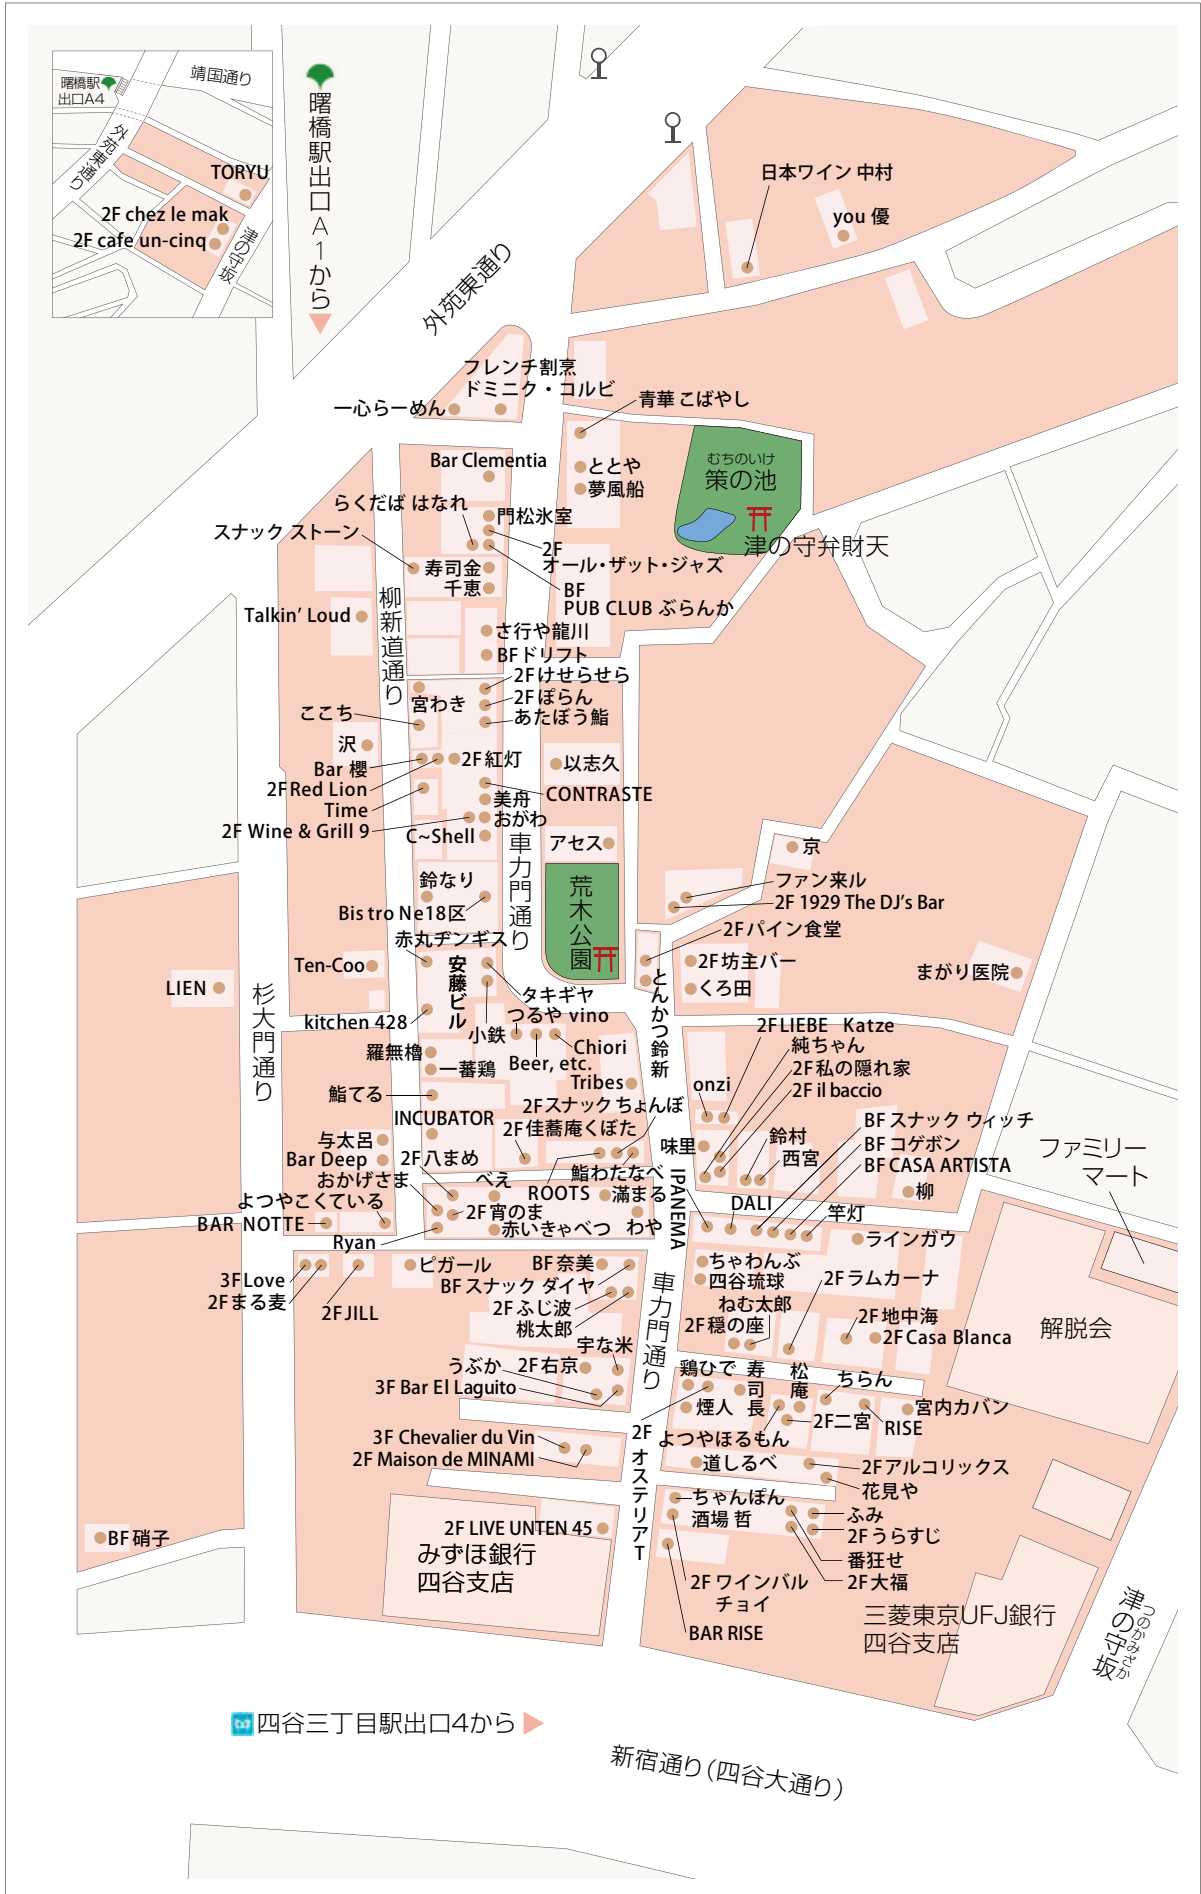 曙橋駅
出口A4
靖国通り
外苑東通り
TORYU
2F chez le mak
2F cafe un-cinq
津の守坂
曙橋駅出口A1から
外苑東通り
日本ワイン 中村
you 優
フレンチ割烹
ドミニク・コルビ
一心らーめん
青華 こばやし
ととや
夢風船
むちのいけ
策の池
津の守弁財天
Bar Clementia
らくだば はなれ
門松氷室
スナック ストーン
2F
オール・ザット・ジャズ
寿司金
千恵
BF
PUB CLUB ぶらんか
Talkin' Loud
柳新道通り
さ行や龍川
BFドリフト
2Fけせらせら
宮わき
2Fぽらん
あたぼう鮨
ここち
沢
Bar 櫻
2F紅灯
以志久
2F Red Lion
CONTRASTE
Time
美舟
おがわ
2F Wine & Grill 9
C~Shell
車力門通り
アセス
京
鈴なり
荒木公園
ファン来ル
2F 1929 The DJ's Bar
Bis tro Ne18区
2Fパイン食堂
赤丸ヂンギス
Ten-Coo
安藤ビル
2F坊主バー
くろ田
まがり医院
LIEN
杉大門通り
タキギヤ
とんかつ鈴新
kitchen 428
小鉄
つるや vino
2F LIEBE Katze
純ちゃん
羅無櫓
一蕃鶏
Beer, etc.
Chiori
2F私の隠れ家
2F il baccio
鮨てる
Tribes
onzi
INCUBATOR
2Fスナック ちょんぼ
2F佳蕎庵くぼた
BFスナック ウィッチ
BFコゲボン
BF CASA ARTISTA
ファミリー
マート
与太呂
Bar Deep
味里
鈴村
西宮
2F八まめ
鮨わたなべ
おかげさま
べえ
ROOTS
満まる
IPANEMA
DALI
柳
よつやこくている
2F宵のま
竿灯
BAR NOTTE
赤いきゃべつ
わや
ラインガウ
Ryan
3F Love
2Fまる麦
2F JILL
ピガール
BF奈美
BFスナック ダイヤ
2Fふじ波
桃太郎
車力門通り
ちゃわんぶ
四谷琉球
ねむ太郎
2F穏の座
2Fラムカーナ
2F地中海
2F Casa Blanca
解脱会
宇な米
うぶか
2F右京
3F Bar El Laguito
鶏ひで
寿司長
松庵
ちらん
煙人
2F二宮
RISE
宮内カバン
2F オステリア T
よつやほるもん
3F Chevalier du Vin
2F Maison de MINAMI
道しるべ
2Fアルコリックス
花見や
ちゃんぽん
酒場 哲
ふみ
2Fうらすじ
番狂せ
2F大福
BF硝子
2F LIVE UNTEN 45
みずほ銀行
四谷支店
2Fワインバル
チョイ
BAR RISE
三菱東京UFJ銀行
四谷支店
津の守坂
つのかみざか
四谷三丁目駅出口4から
新宿通り(四谷大通り)